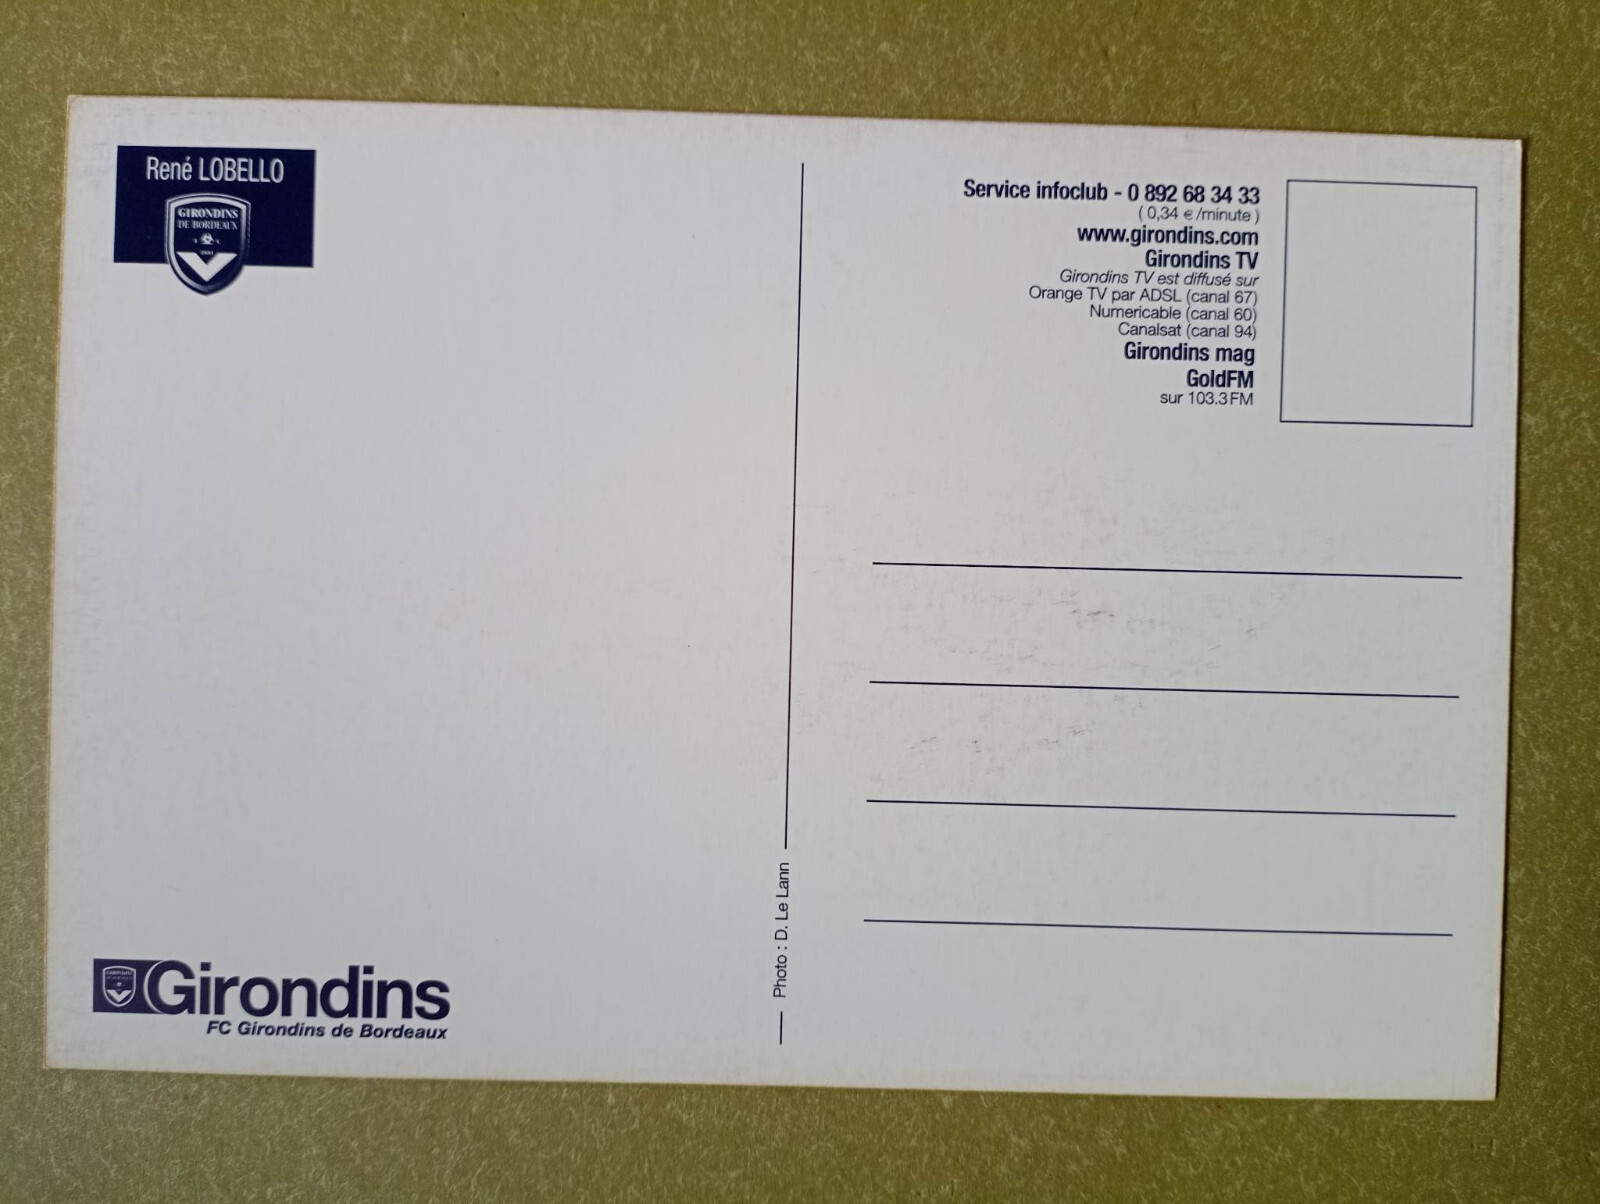 René LOBELLO
GIRONDINS
DE BORDEAUX
Service infoclub - 0 892 68 34 33
( 0,34 € /minute )
www.girondins.com
Girondins TV
Girondins TV est diffusé sur
Orange TV par ADSL (canal 67)
Numericable (canal 60)
Canalsat (canal 94)
Girondins mag
GoldFM
sur 103.3 FM
Photo : D. Le Lann
Girondins
FC Girondins de Bordeaux